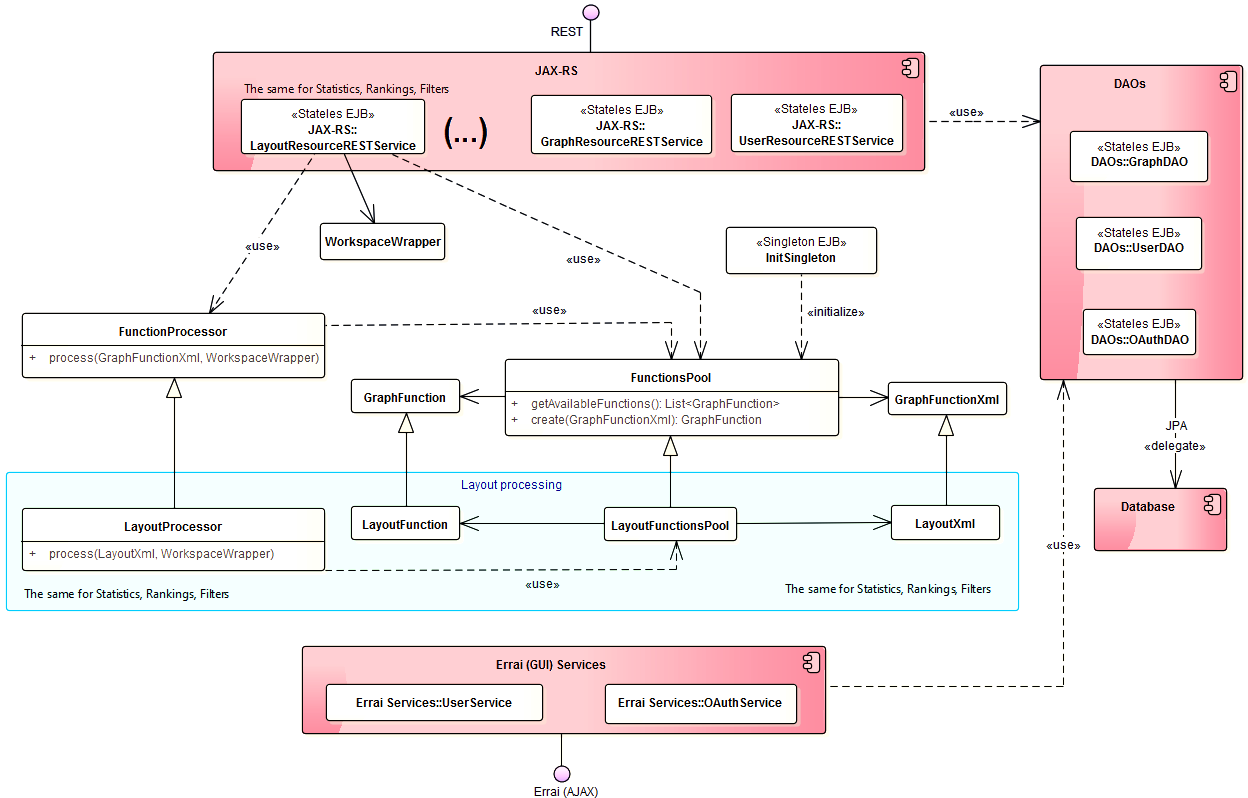 REST
JAX-RS
The same for Statistics, Rankings, Filters
«Stateles EJB»
JAX-RS::
LayoutResourceRESTService
(...)
«Stateles EJB»
JAX-RS::
GraphResourceRESTService
«Stateles EJB»
JAX-RS::
UserResourceRESTService
«use»
DAOs
«Stateles EJB»
DAOs::GraphDAO
«Stateles EJB»
DAOs::UserDAO
«Stateles EJB»
DAOs::OAuthDAO
«use»
WorkspaceWrapper
«use»
«Singleton EJB»
InitSingleton
«use»
«initialize»
FunctionProcessor
+ process(GraphFunctionXml, WorkspaceWrapper)
GraphFunction
FunctionsPool
+ getAvailableFunctions(): List<GraphFunction>
+ create(GraphFunctionXml): GraphFunction
GraphFunctionXml
JPA
«delegate»
Database
Layout processing
LayoutProcessor
+ process(LayoutXml, WorkspaceWrapper)
LayoutFunction
LayoutFunctionsPool
LayoutXml
«use»
«use»
The same for Statistics, Rankings, Filters
The same for Statistics, Rankings, Filters
Errai (GUI) Services
Errai Services::UserService
Errai Services::OAuthService
Errai (AJAX)